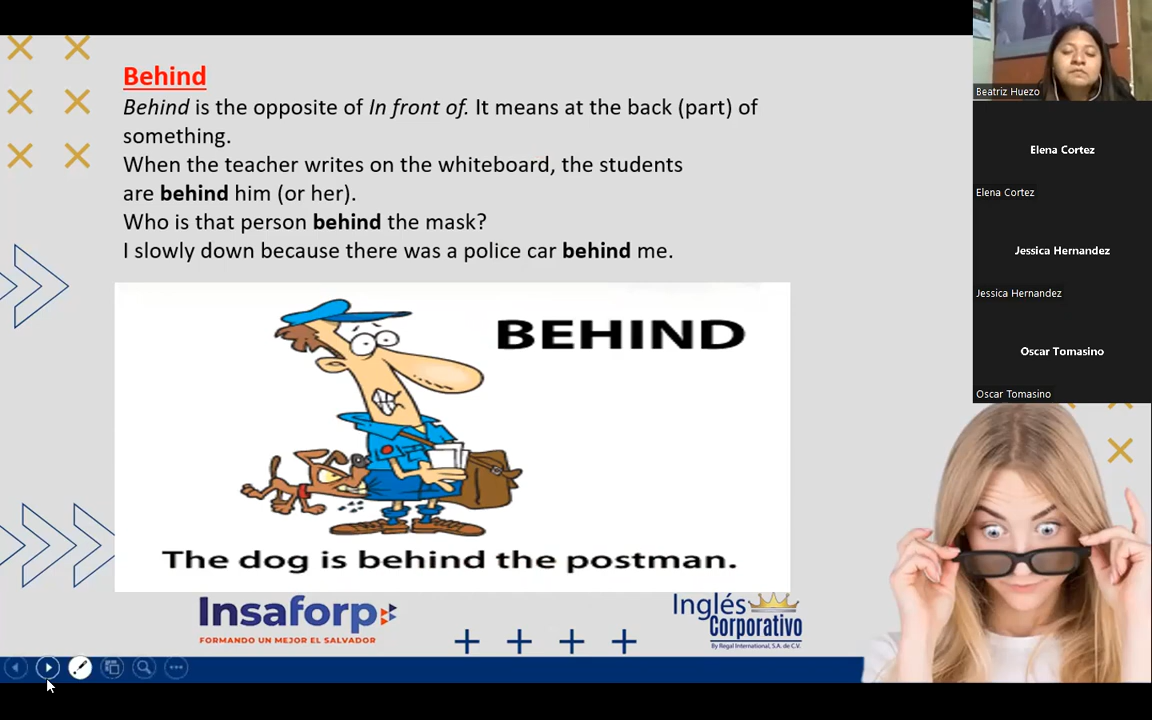 Behind
Behind is the opposite of In front of. It means at the back (part) of
something.
When the teacher writes on the whiteboard, the students
are behind him (or her).
Who is that person behind the mask?
I slowly down because there was a police car behind me.
BEHIND
The dog is behind the postman.
Insaforp
FORMANDO UN MEJOR EL SALVADOR
Inglés
Corporativo
By Regal International, S.A. de C.V.
Beatriz Huezo
Elena Cortez
Elena Cortez
Jessica Hernandez
Jessica Hernandez
Oscar Tomasino
Oscar Tomasino